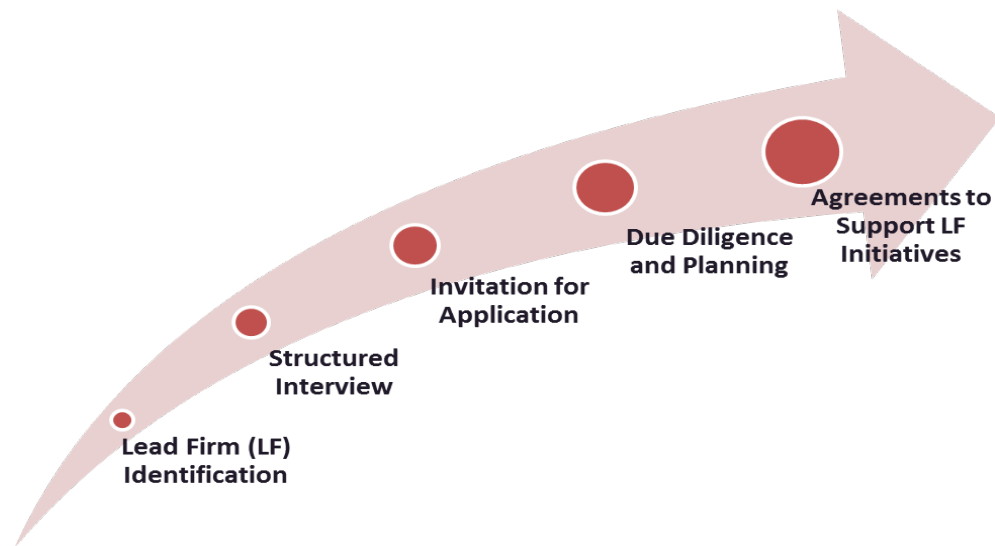 Lead Firm (LF)
Identification
Structured
Interview
Invitation for
Application
Due Diligence
and Planning
Agreements to
Support LF
Initiatives